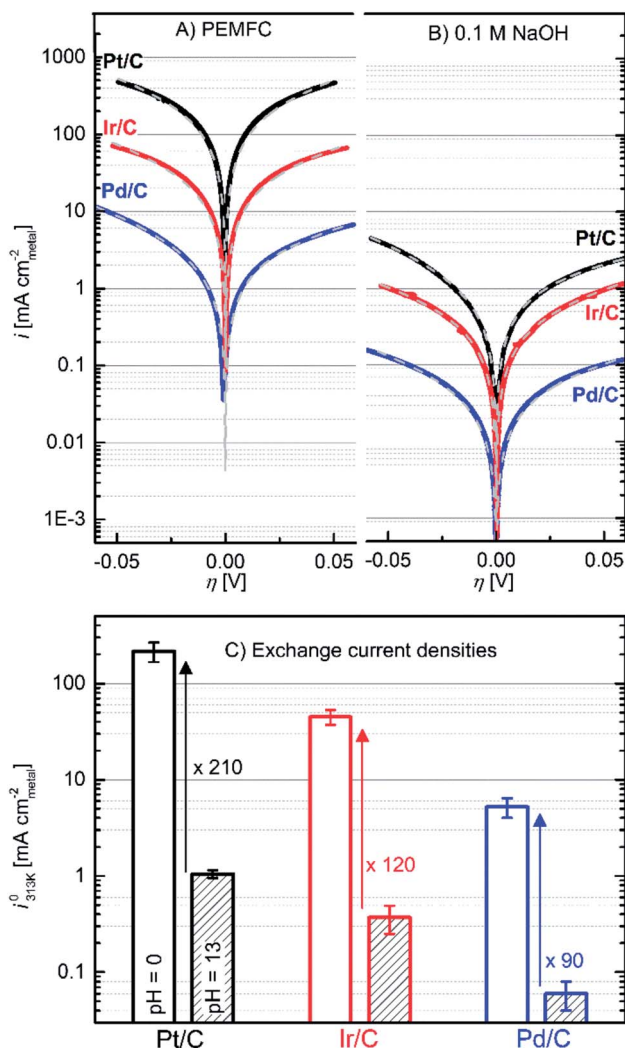 A) PEMFC
B) 0.1 M NaOH
1000
100
10
1
0.1
0.01
1E-3
i [mA cm⁻²metal]
Pt/C
Ir/C
Pd/C
Pt/C
Ir/C
Pd/C
-0.05 0.00 0.05
-0.05 0.00 0.05
η [V]
η [V]
C) Exchange current densities
100
10
1
0.1
i⁰313K [mA cm⁻²metal]
x 210
x 120
x 90
pH = 0
pH = 13
Pt/C Ir/C Pd/C